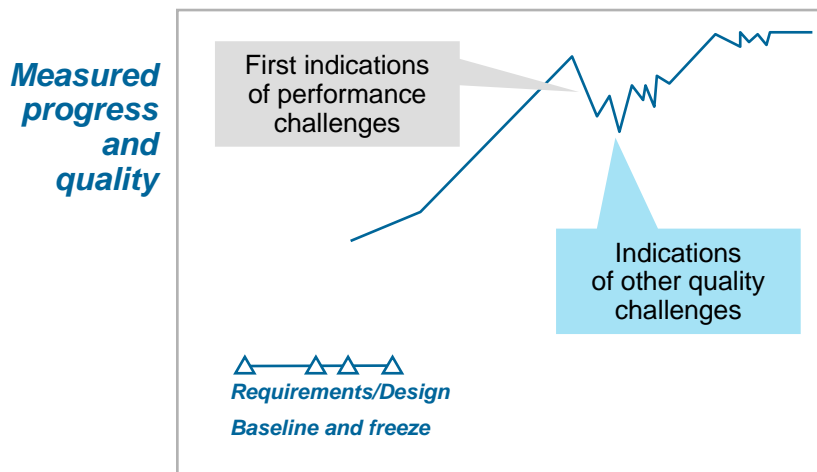 Measured
progress
and
quality
First indications
of performance
challenges
Indications
of other quality
challenges
Requirements/Design
Baseline and freeze